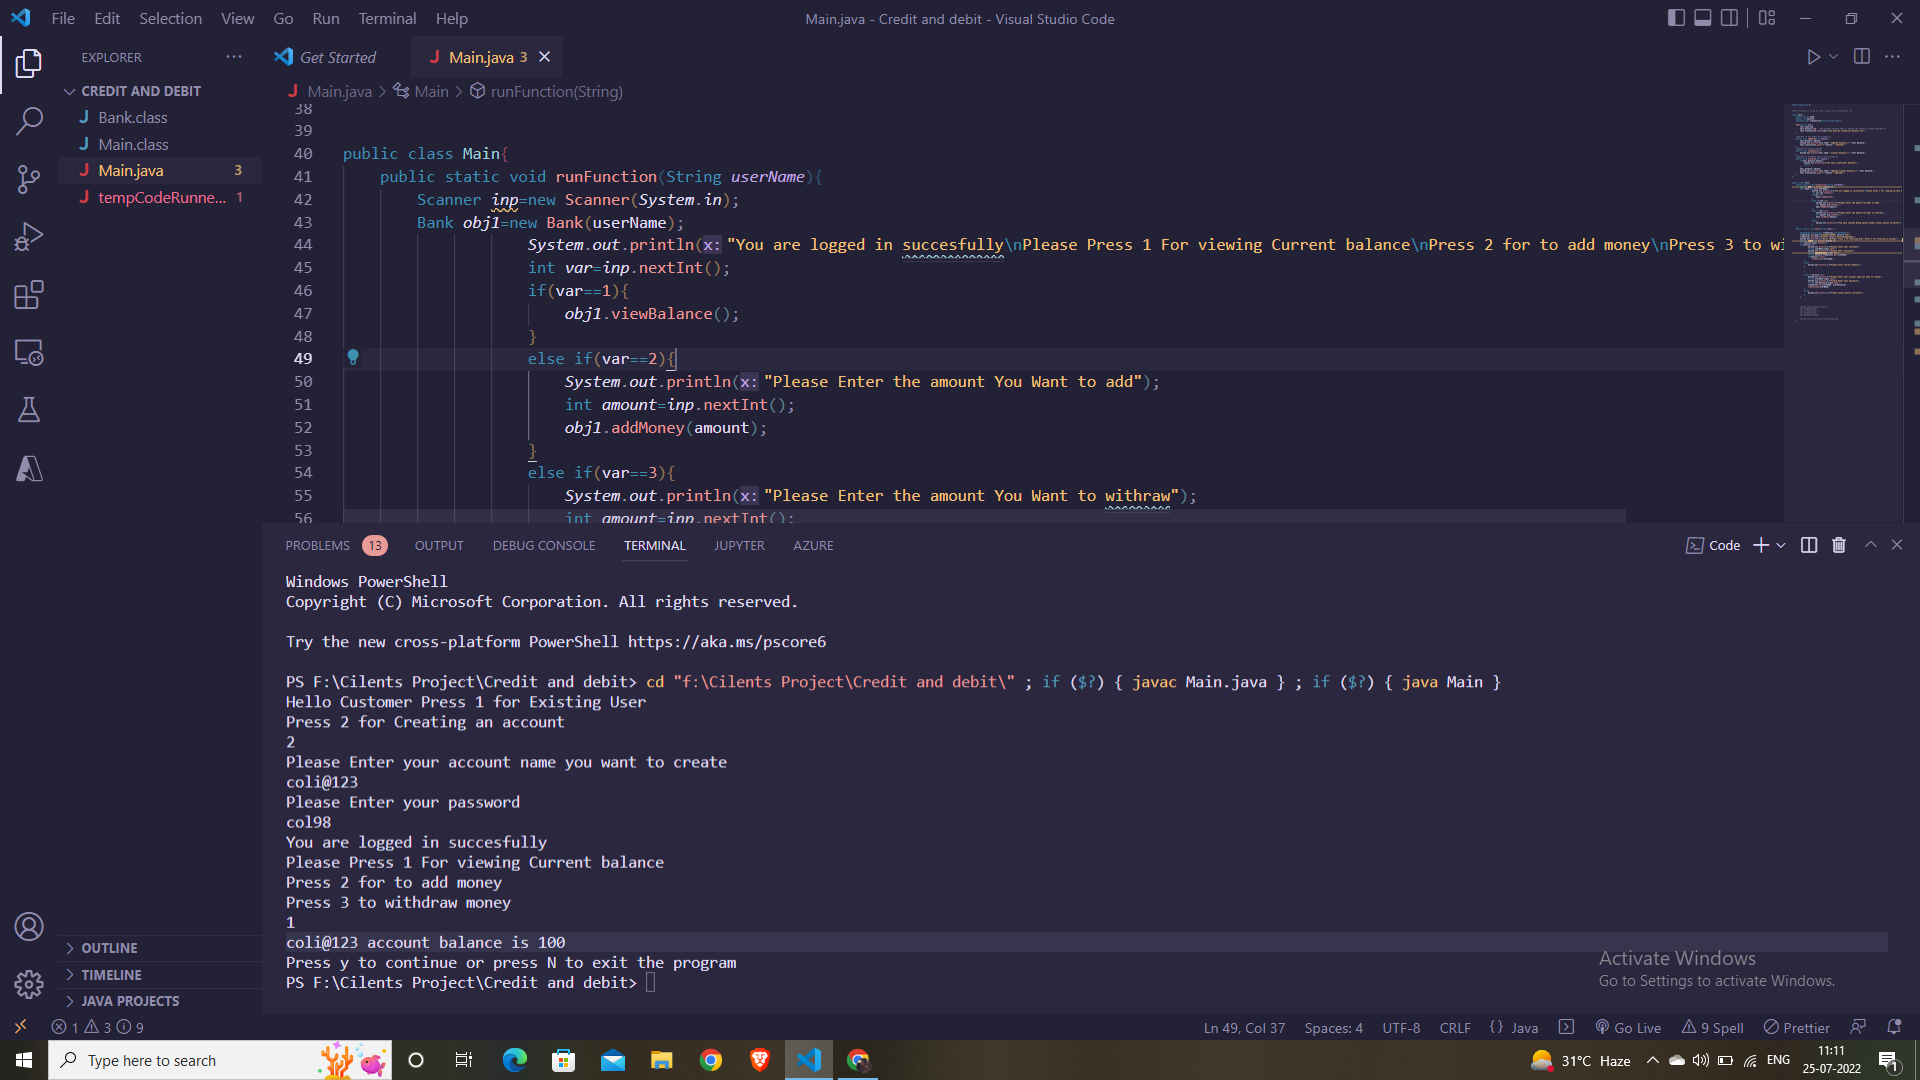 File Edit Selection View Go Run Terminal Help
Main.java - Credit and debit - Visual Studio Code
EXPLORER
CREDIT AND DEBIT
Bank.class
Main.class
Main.java 3
tempCodeRunne... 1
OUTLINE
TIMELINE
JAVA PROJECTS
Get Started
Main.java 3
Main.java > Main > runFunction(String)
38
39
40 public class Main{
41 public static void runFunction(String userName){
42 Scanner inp=new Scanner(System.in);
43 Bank obj1=new Bank(userName);
44 System.out.println(x: "You are logged in succesfully\nPlease Press 1 For viewing Current balance\nPress 2 for to add money\nPress 3 to wi
45 int var=inp.nextInt();
46 if(var==1){
47 obj1.viewBalance();
48 }
49 else if(var==2){
50 System.out.println(x: "Please Enter the amount You Want to add");
51 int amount=inp.nextInt();
52 obj1.addMoney(amount);
53 }
54 else if(var==3){
55 System.out.println(x: "Please Enter the amount You Want to withraw");
56 int amount=inp.nextInt();
PROBLEMS 13 OUTPUT DEBUG CONSOLE TERMINAL JUPYTER AZURE
Code
Windows PowerShell
Copyright (C) Microsoft Corporation. All rights reserved.
Try the new cross-platform PowerShell https://aka.ms/pscore6
PS F:\Cilents Project\Credit and debit> cd "f:\Cilents Project\Credit and debit\" ; if ($?) { javac Main.java } ; if ($?) { java Main }
Hello Customer Press 1 for Existing User
Press 2 for Creating an account
2
Please Enter your account name you want to create
coli@123
Please Enter your password
col98
You are logged in succesfully
Please Press 1 For viewing Current balance
Press 2 for to add money
Press 3 to withdraw money
1
coli@123 account balance is 100
Press y to continue or press N to exit the program
PS F:\Cilents Project\Credit and debit>
Activate Windows
Go to Settings to activate Windows.
1 3 9
Ln 49, Col 37 Spaces: 4 UTF-8 CRLF {} Java Go Live 9 Spell Prettier
Type here to search
31°C Haze ENG
11:11
25-07-2022
1